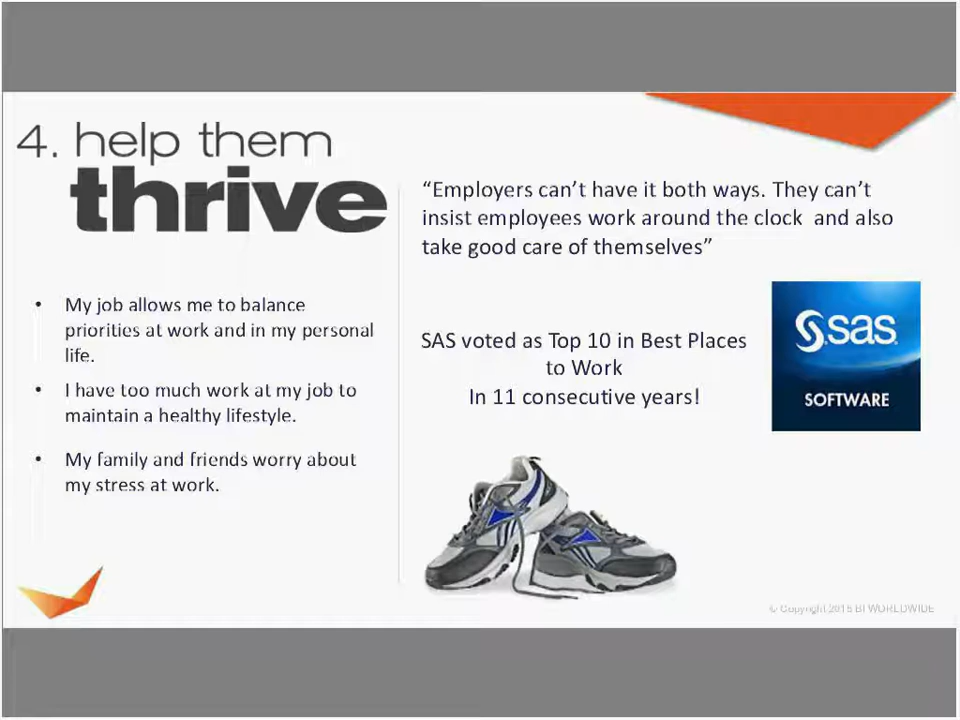 4. help them
thrive
• My job allows me to balance
priorities at work and in my personal
life.
• I have too much work at my job to
maintain a healthy lifestyle.
• My family and friends worry about
my stress at work.
“Employers can’t have it both ways. They can’t
insist employees work around the clock and also
take good care of themselves”
SAS voted as Top 10 in Best Places
to Work
In 11 consecutive years!
sas
SOFTWARE
© Copyright 2015 BI WORLDWIDE